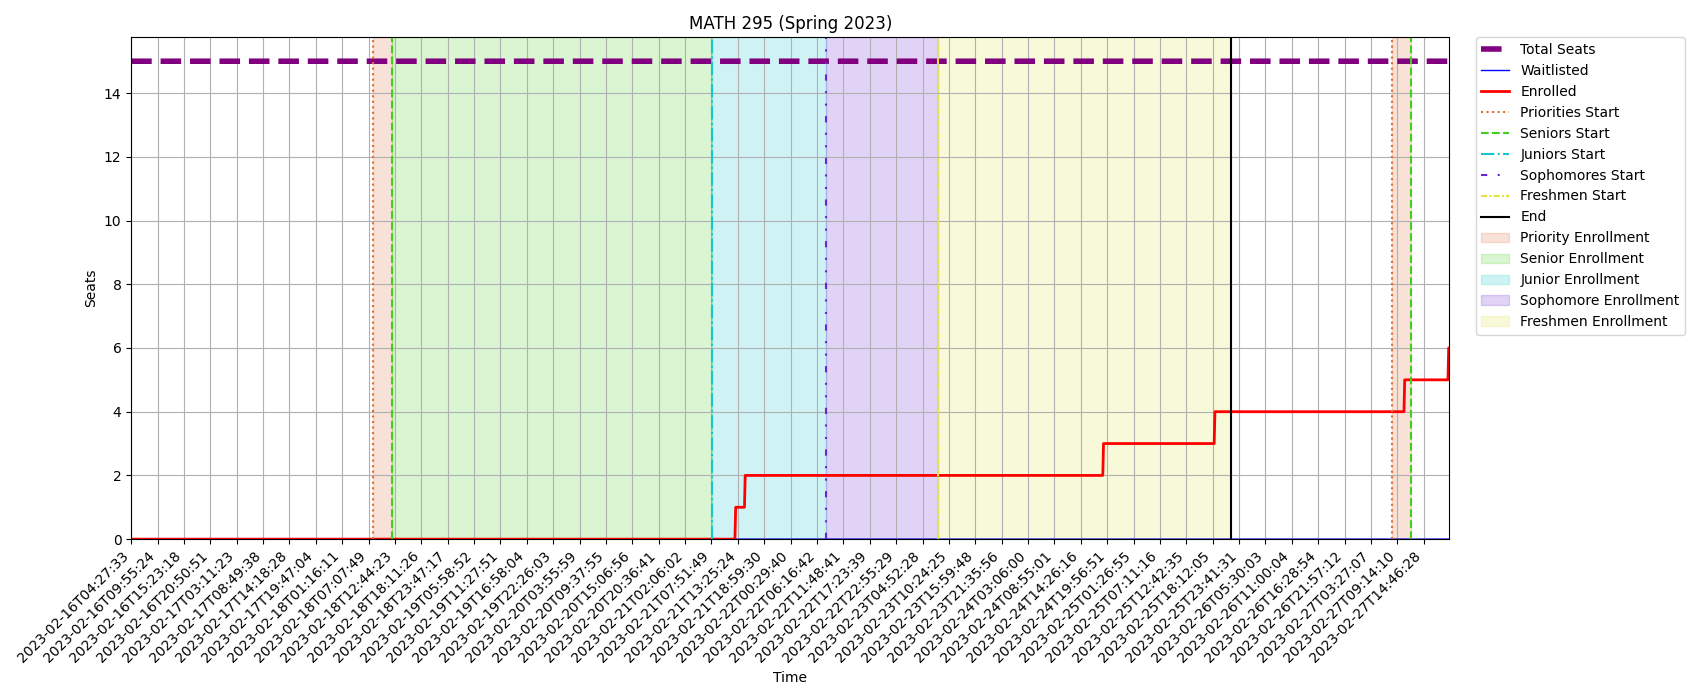 MATH 295 (Spring 2023)
Seats
14
12
10
8
6
4
2
0
2023-02-16T04:27:33
2023-02-16T09:55:24
2023-02-16T15:23:18
2023-02-16T20:50:51
2023-02-17T03:11:23
2023-02-17T08:49:38
2023-02-17T14:18:29
2023-02-17T19:47:04
2023-02-18T01:16:11
2023-02-18T07:07:49
2023-02-18T12:44:23
2023-02-18T18:11:26
2023-02-18T23:47:17
2023-02-19T05:58:52
2023-02-19T11:27:51
2023-02-19T16:58:04
2023-02-19T22:26:03
2023-02-20T03:55:59
2023-02-20T09:37:55
2023-02-20T15:06:56
2023-02-20T20:36:41
2023-02-21T02:06:02
2023-02-21T07:51:49
2023-02-21T13:25:24
2023-02-21T18:59:30
2023-02-22T00:29:40
2023-02-22T06:16:42
2023-02-22T11:48:41
2023-02-22T17:23:39
2023-02-22T22:55:29
2023-02-23T04:52:28
2023-02-23T10:24:25
2023-02-23T15:59:48
2023-02-23T21:35:56
2023-02-24T03:06:00
2023-02-24T08:55:01
2023-02-24T14:26:16
2023-02-24T19:56:51
2023-02-25T01:26:55
2023-02-25T07:11:16
2023-02-25T12:42:35
2023-02-25T18:12:05
2023-02-25T23:41:31
2023-02-26T05:30:03
2023-02-26T11:00:04
2023-02-26T16:28:54
2023-02-26T21:57:12
2023-02-27T03:27:07
2023-02-27T09:14:10
2023-02-27T14:46:28
Time
Total Seats
Waitlisted
Enrolled
Priorities Start
Seniors Start
Juniors Start
Sophomores Start
Freshmen Start
End
Priority Enrollment
Senior Enrollment
Junior Enrollment
Sophomore Enrollment
Freshmen Enrollment